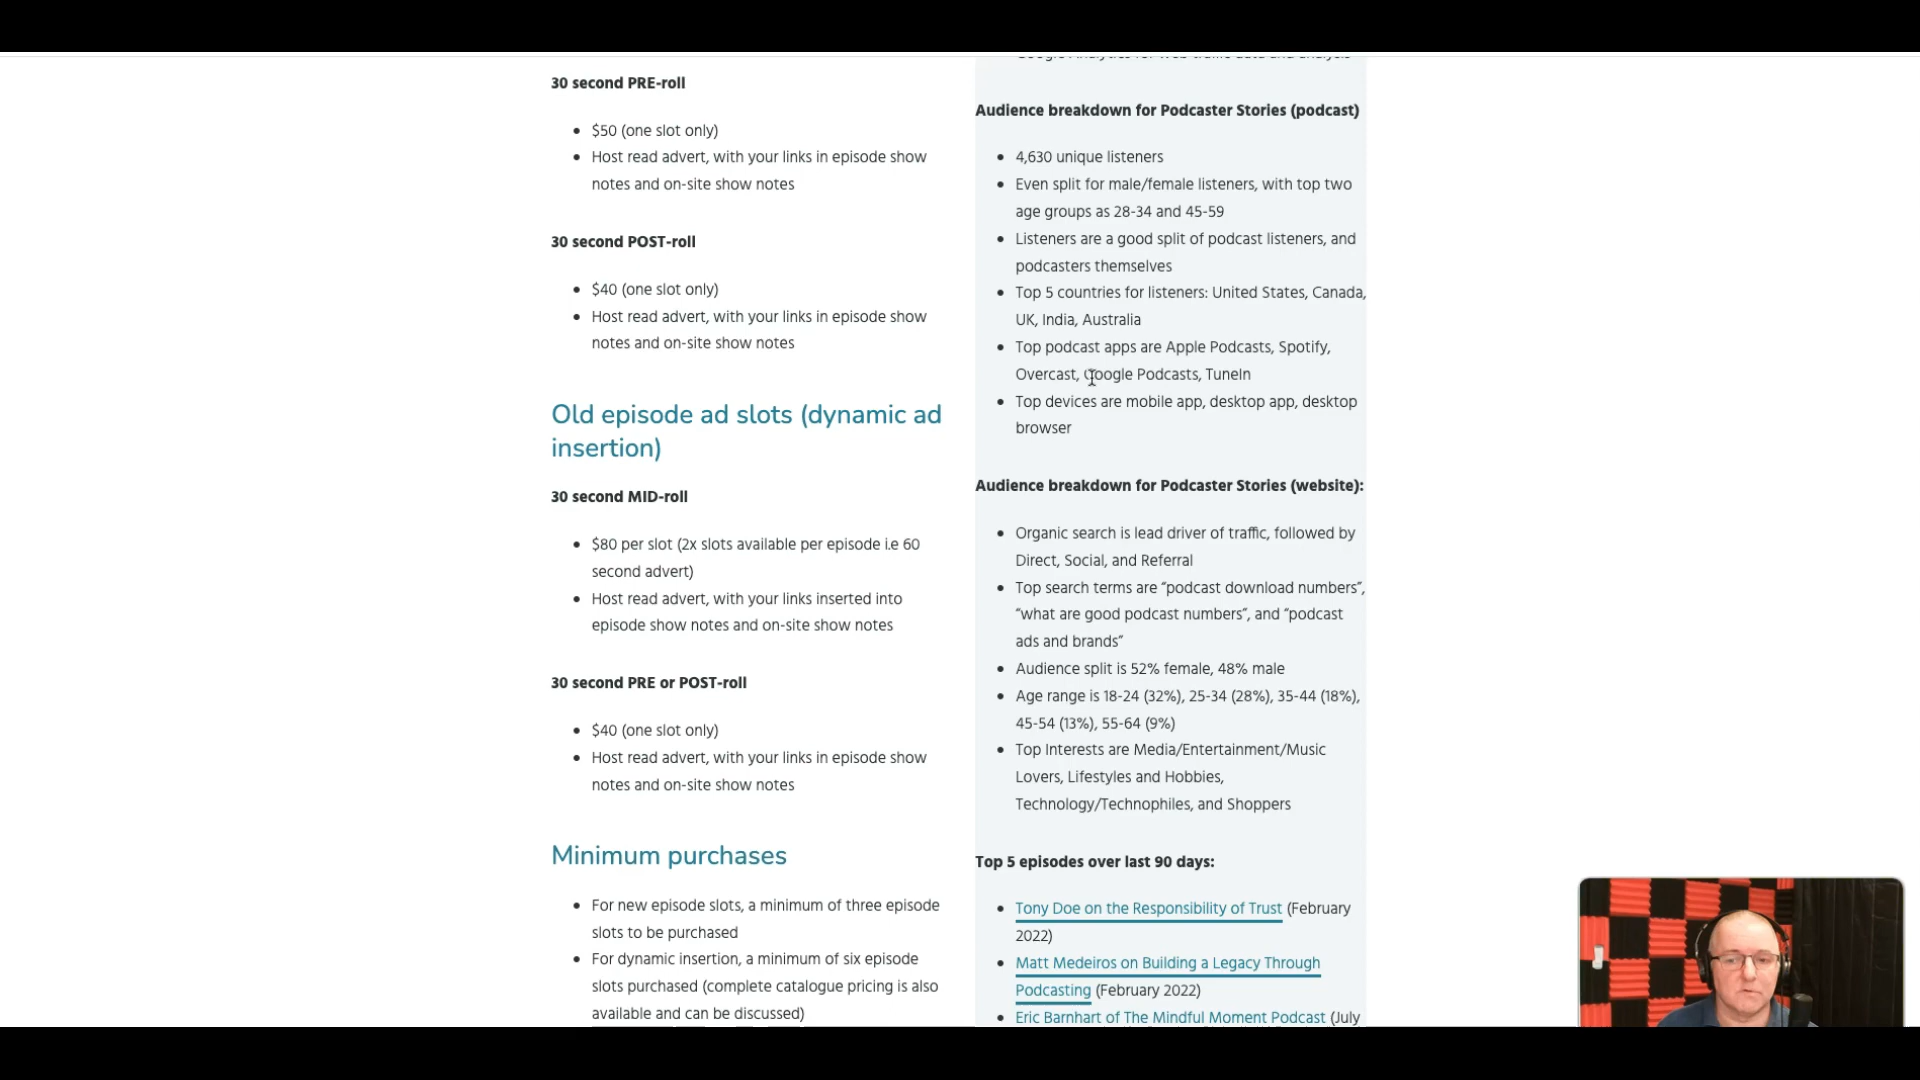 30 second PRE-roll
$50 (one slot only)
Host read advert, with your links in episode show
notes and on-site show notes
30 second POST-roll
$40 (one slot only)
Host read advert, with your links in episode show
notes and on-site show notes
Old episode ad slots (dynamic ad
insertion)
30 second MID-roll
$80 per slot (2x slots available per episode i.e 60
second advert)
Host read advert, with your links inserted into
episode show notes and on-site show notes
30 second PRE or POST-roll
$40 (one slot only)
Host read advert, with your links in episode show
notes and on-site show notes
Minimum purchases
For new episode slots, a minimum of three episode
slots to be purchased
For dynamic insertion, a minimum of six episode
slots purchased (complete catalogue pricing is also
available and can be discussed)
Google Analytics for web traffic data and analysis
Audience breakdown for Podcaster Stories (podcast)
4,630 unique listeners
Even split for male/female listeners, with top two
age groups as 28-34 and 45-59
Listeners are a good split of podcast listeners, and
podcasters themselves
Top 5 countries for listeners: United States, Canada,
UK, India, Australia
Top podcast apps are Apple Podcasts, Spotify,
Overcast, Google Podcasts, TuneIn
Top devices are mobile app, desktop app, desktop
browser
Audience breakdown for Podcaster Stories (website):
Organic search is lead driver of traffic, followed by
Direct, Social, and Referral
Top search terms are “podcast download numbers”,
“what are good podcast numbers”, and “podcast
ads and brands”
Audience split is 52% female, 48% male
Age range is 18-24 (32%), 25-34 (28%), 35-44 (18%),
45-54 (13%), 55-64 (9%)
Top Interests are Media/Entertainment/Music
Lovers, Lifestyles and Hobbies,
Technology/Technophiles, and Shoppers
Top 5 episodes over last 90 days:
Tony Doe on the Responsibility of Trust (February
2022)
Matt Medeiros on Building a Legacy Through
Podcasting (February 2022)
Eric Barnhart of The Mindful Moment Podcast (July